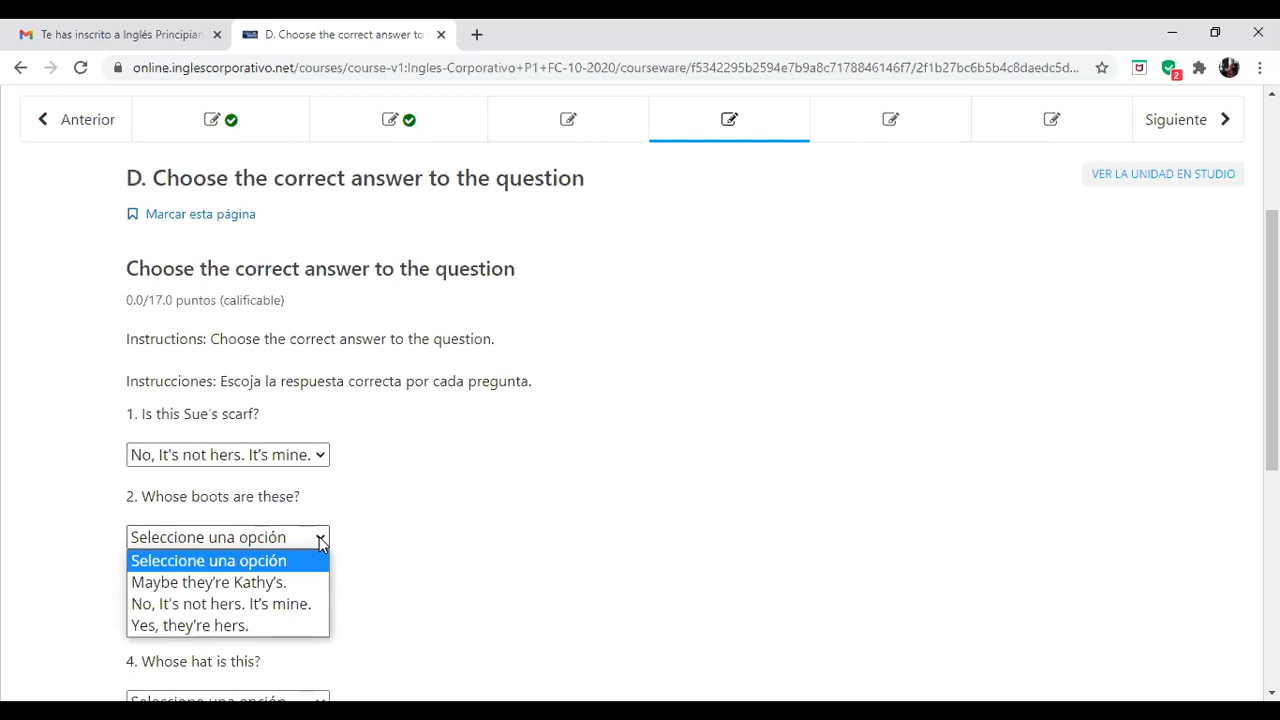 Te has inscrito a Inglés Principian
D. Choose the correct answer to
online.inglescorporativo.net/courses/course-v1:Ingles-Corporativo+P1+FC-10-2020/courseware/f5342295b2594e7b9a8c7178846146f7/2f1b27bc6b5b4c8daedc5d...
2
Anterior
Siguiente
D. Choose the correct answer to the question
VER LA UNIDAD EN STUDIO
Marcar esta página
Choose the correct answer to the question
0.0/17.0 puntos (calificable)
Instructions: Choose the correct answer to the question.
Instrucciones: Escoja la respuesta correcta por cada pregunta.
1. Is this Sue's scarf?
No, It's not hers. It’s mine.
2. Whose boots are these?
Seleccione una opción
Seleccione una opción
Maybe they’re Kathy’s.
No, It's not hers. It’s mine.
Yes, they’re hers.
4. Whose hat is this?
Seleccione una opción